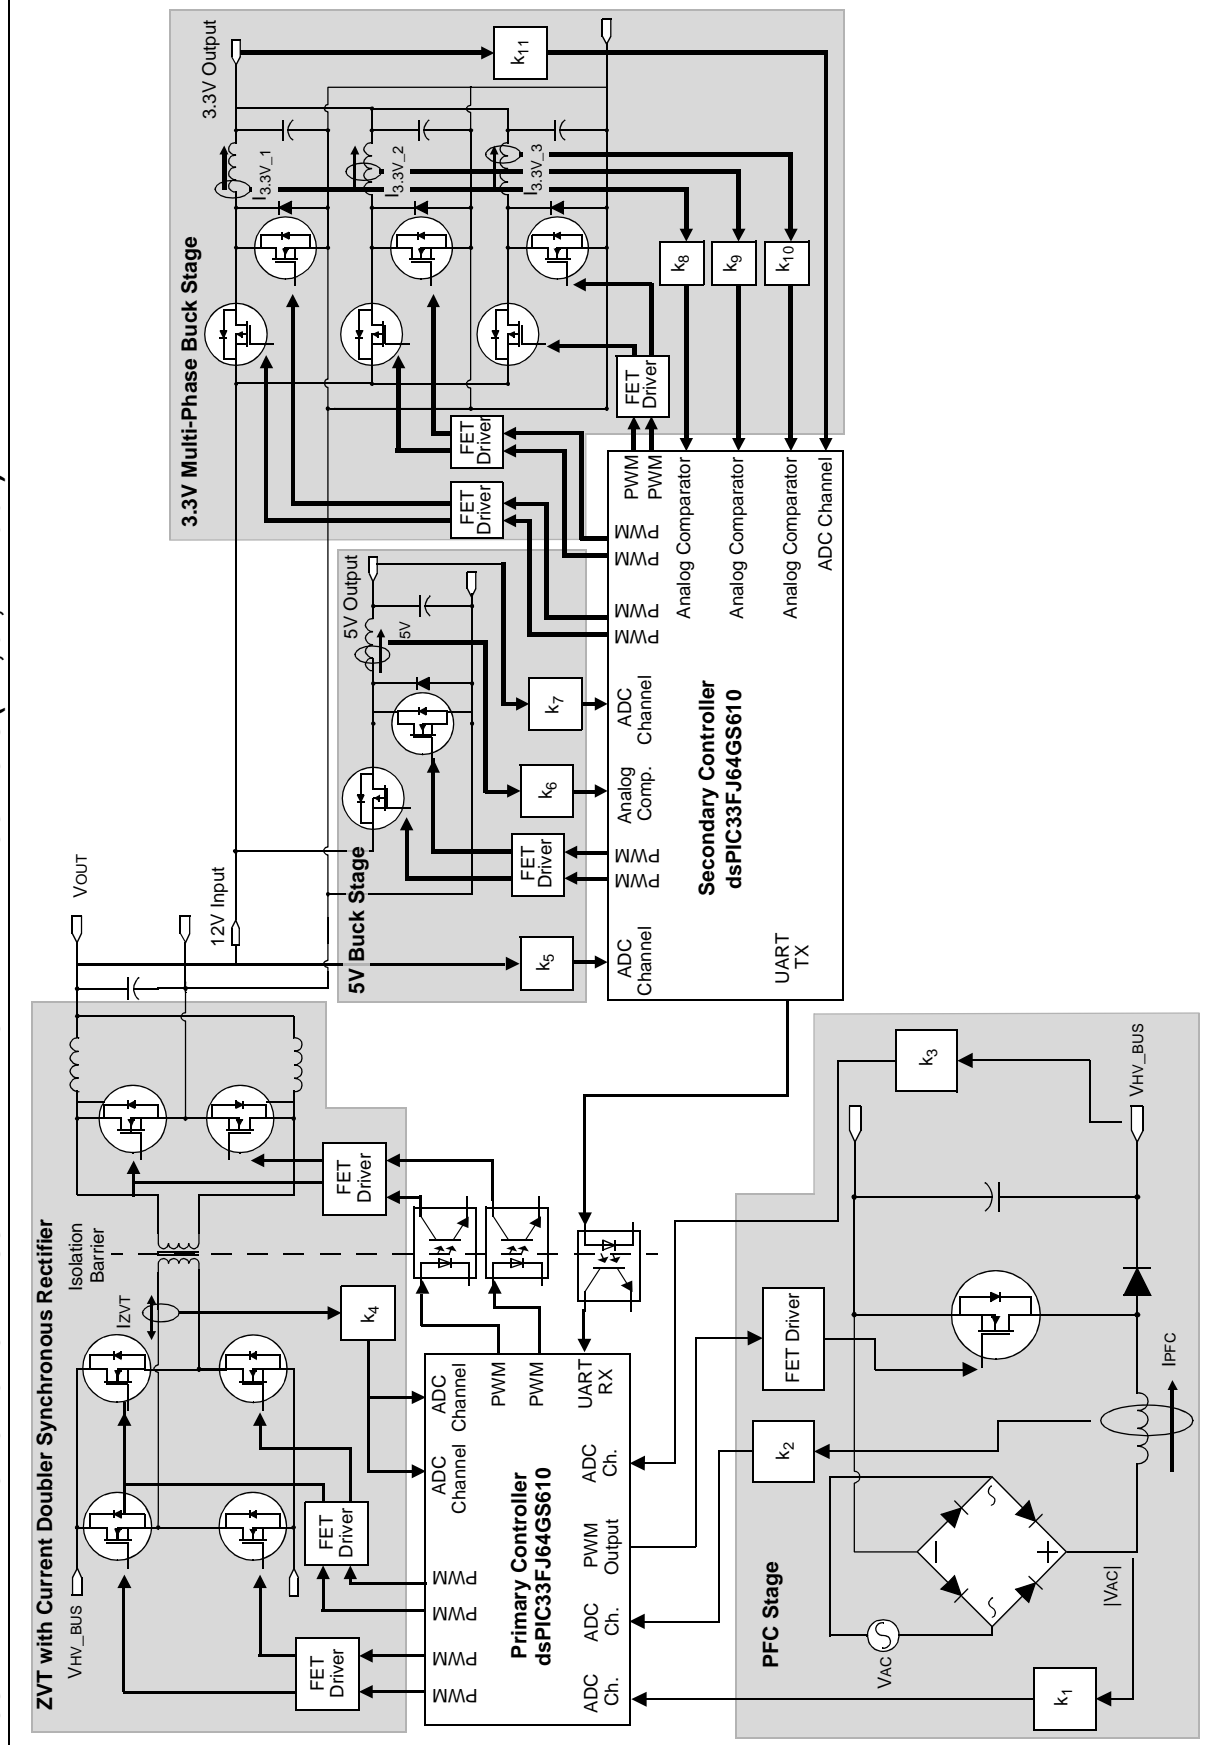 ZVT with Current Doubler Synchronous Rectifier
VHV_BUS
IZVT
Isolation
Barrier
k4
FET
Driver
FET
Driver
FET
Driver
VOUT
12V Input
PWM
PWM
PWM
PWM
ADC
Channel
ADC
Channel
PWM
PWM
UART
RX
Primary Controller
dsPIC33FJ64GS610
ADC
Ch.
ADC
Ch.
PWM
Output
ADC
Ch.
PFC Stage
VAC
|VAC|
k1
k2
k3
FET Driver
IPFC
VHV_BUS
5V Buck Stage
5V Output
5V
k5
FET
Driver
k6
k7
ADC
Channel
PWM
PWM
Analog
Comp.
ADC
Channel
PWM
PWM
PWM
PWM
PWM
PWM
Analog Comparator
Analog Comparator
Analog Comparator
ADC Channel
Secondary Controller
dsPIC33FJ64GS610
UART
TX
3.3V Multi-Phase Buck Stage
3.3V Output
I3.3V_1
I3.3V_2
I3.3V_3
FET
Driver
FET
Driver
FET
Driver
k8
k9
k10
k11